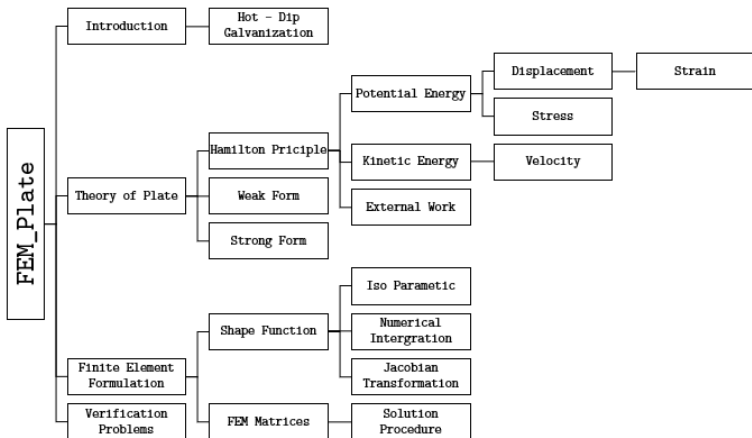 FEM_Plate
Introduction
Hot - Dip
Galvanization
Theory of Plate
Hamilton Priciple
Potential Energy
Displacement
Strain
Stress
Kinetic Energy
Velocity
External Work
Weak Form
Strong Form
Finite Element
Formulation
Shape Function
Iso Parametic
Numerical
Intergration
Jacobian
Transformation
FEM Matrices
Solution
Procedure
Verification
Problems